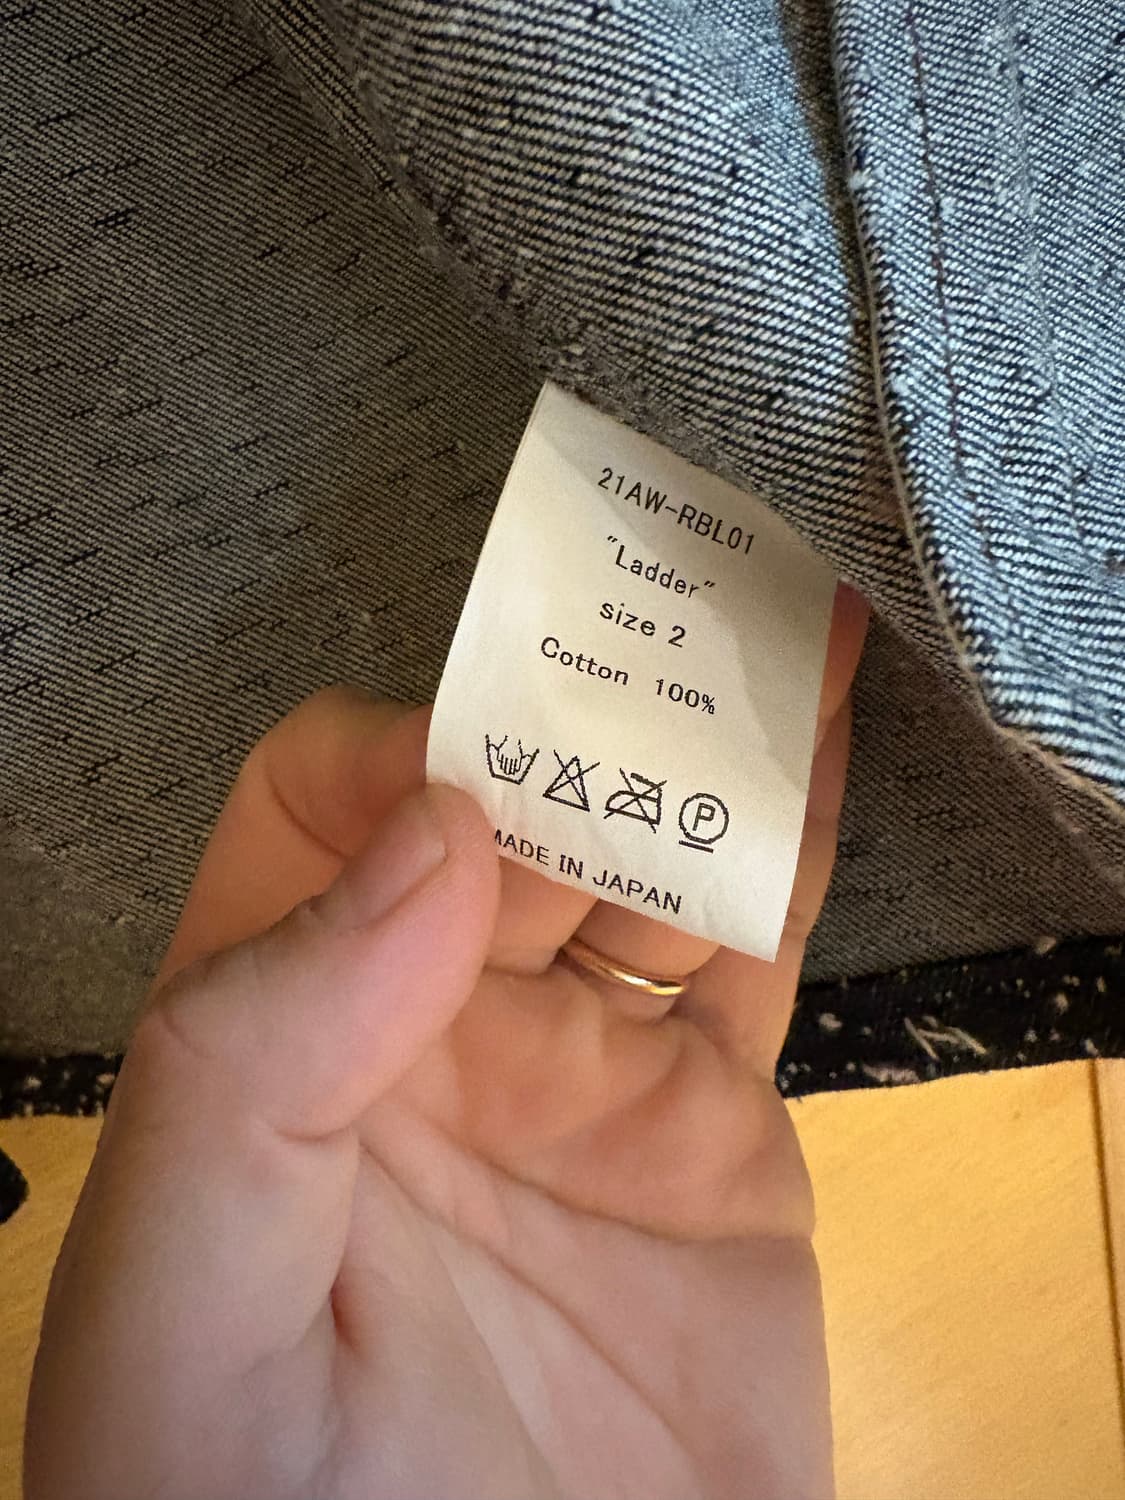 21AW-RBL01
"Ladder"
size 2
Cotton 100%
P
MADE IN JAPAN